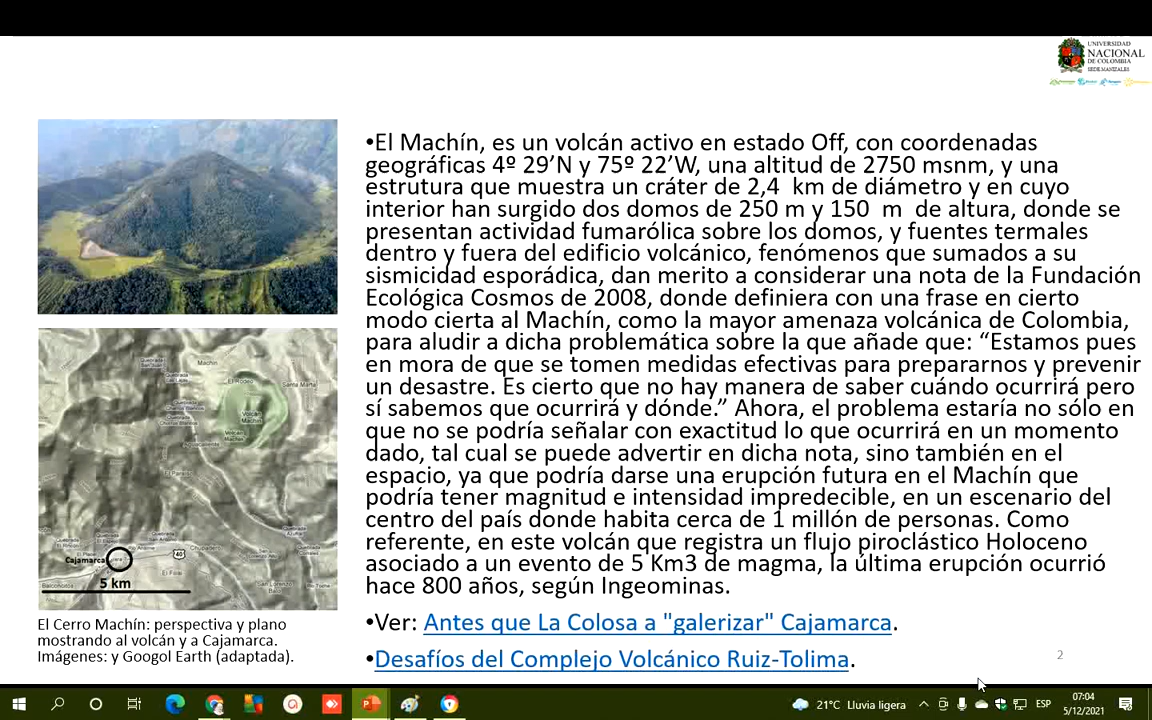 UNIVERSIDAD
NACIONAL
DE COLOMBIA
SEDE MANIZALES
•El Machín, es un volcán activo en estado Off, con coordenadas
geográficas 4º 29’N y 75º 22’W, una altitud de 2750 msnm, y una
estrutura que muestra un cráter de 2,4 km de diámetro y en cuyo
interior han surgido dos domos de 250 m y 150 m de altura, donde se
presentan actividad fumarólica sobre los domos, y fuentes termales
dentro y fuera del edificio volcánico, fenómenos que sumados a su
sismicidad esporádica, dan merito a considerar una nota de la Fundación
Ecológica Cosmos de 2008, donde definiera con una frase en cierto
modo cierta al Machín, como la mayor amenaza volcánica de Colombia,
para aludir a dicha problemática sobre la que añade que: “Estamos pues
en mora de que se tomen medidas efectivas para prepararnos y prevenir
un desastre. Es cierto que no hay manera de saber cuándo ocurrirá pero
sí sabemos que ocurrirá y dónde.” Ahora, el problema estaría no sólo en
que no se podría señalar con exactitud lo que ocurrirá en un momento
dado, tal cual se puede advertir en dicha nota, sino también en el
espacio, ya que podría darse una erupción futura en el Machín que
podría tener magnitud e intensidad impredecible, en un escenario del
centro del país donde habita cerca de 1 millón de personas. Como
referente, en este volcán que registra un flujo piroclástico Holoceno
asociado a un evento de 5 Km3 de magma, la última erupción ocurrió
hace 800 años, según Ingeominas.
•Ver: Antes que La Colosa a "galerizar" Cajamarca.
•Desafíos del Complejo Volcánico Ruiz-Tolima.
Machín
El Rodeo
Santa Marta
Volcán
Machín
Aguacaliente
El Paraíso
Chapuadero
40
Cajamarca
San Lorenzo
Bajo
5 km
El Cerro Machín: perspectiva y plano
mostrando al volcán y a Cajamarca.
Imágenes: y Googol Earth (adaptada).
2
21°C Lluvia ligera
ESP
07:04
5/12/2021